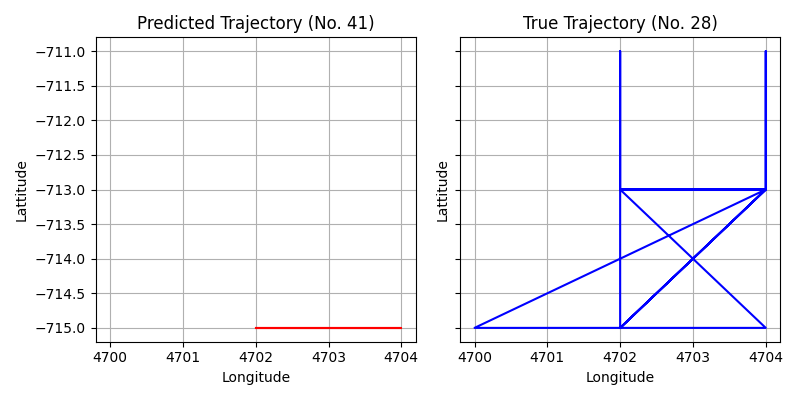 Predicted Trajectory (No. 41)
True Trajectory (No. 28)
Lattitude
−711.0
−711.5
−712.0
−712.5
−713.0
−713.5
−714.0
−714.5
−715.0
4700 4701 4702 4703 4704
Longitude
Lattitude
4700 4701 4702 4703 4704
Longitude